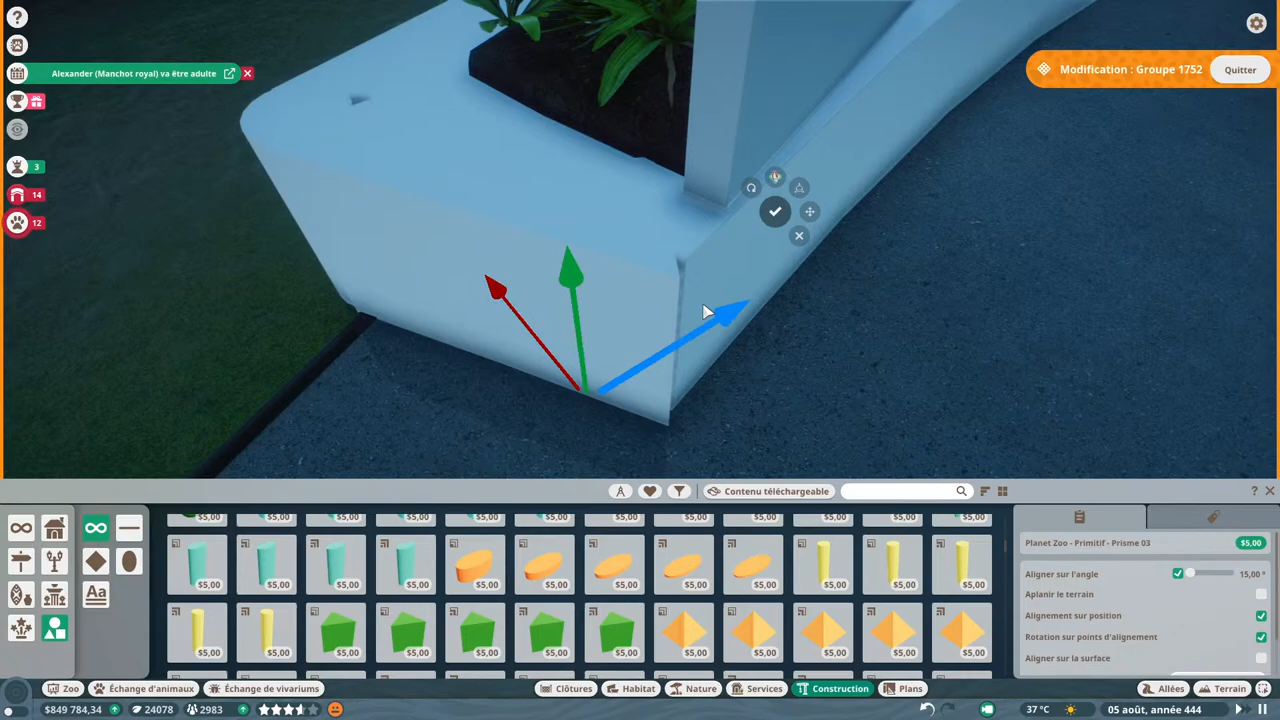 ?
Alexander (Manchot royal) va être adulte
Modification : Groupe 1752
Quitter
3
14
12
Contenu téléchargeable
?
$5,00 $5,00 $5,00 $5,00 $5,00 $5,00 $5,00 $5,00 $5,00 $5,00 $5,00 $5,00
$5,00 $5,00 $5,00 $5,00 $5,00 $5,00 $5,00 $5,00 $5,00 $5,00 $5,00 $5,00
$5,00 $5,00 $5,00 $5,00 $5,00 $5,00 $5,00 $5,00 $5,00 $5,00 $5,00 $5,00
Aa
Planet Zoo - Primitif - Prisme 03
$5,00
Aligner sur l'angle
15,00 °
Aplanir le terrain
Alignement sur position
Rotation sur points d'alignement
Aligner sur la surface
Zoo
Échange d'animaux
Échange de vivariums
Clôtures
Habitat
Nature
Services
Construction
Plans
Allées
Terrain
$849 784,34
24078
2983
37 °C
05 août, année 444